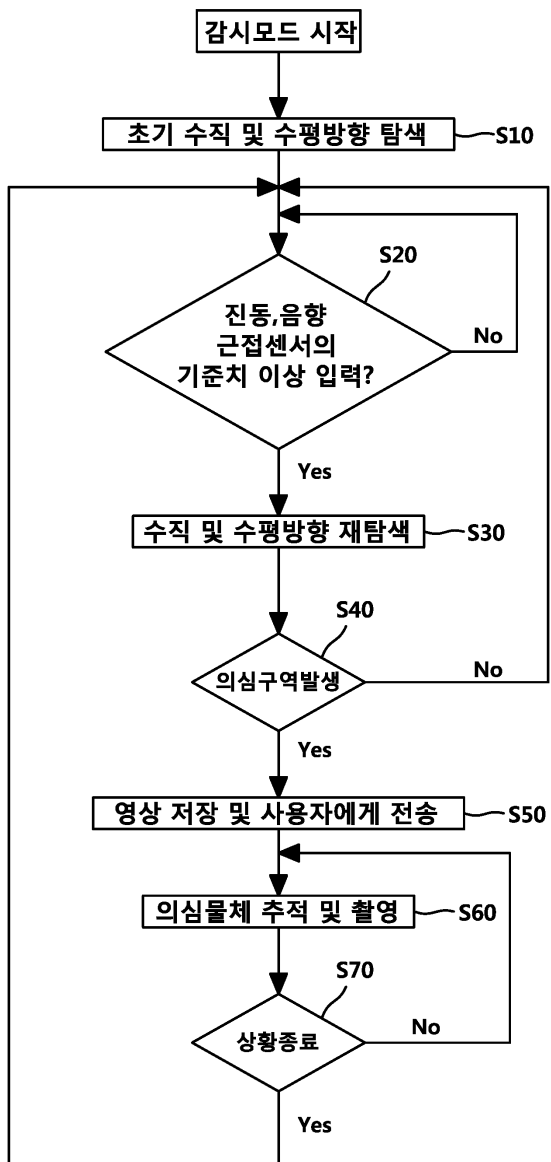 감시모드 시작
초기 수직 및 수평방향 탐색
S10
S20
진동,음향
근접센서의
기준치 이상 입력?
No
Yes
수직 및 수평방향 재탐색
S30
S40
의심구역발생
No
Yes
영상 저장 및 사용자에게 전송
S50
의심물체 추적 및 촬영
S60
S70
상황종료
No
Yes